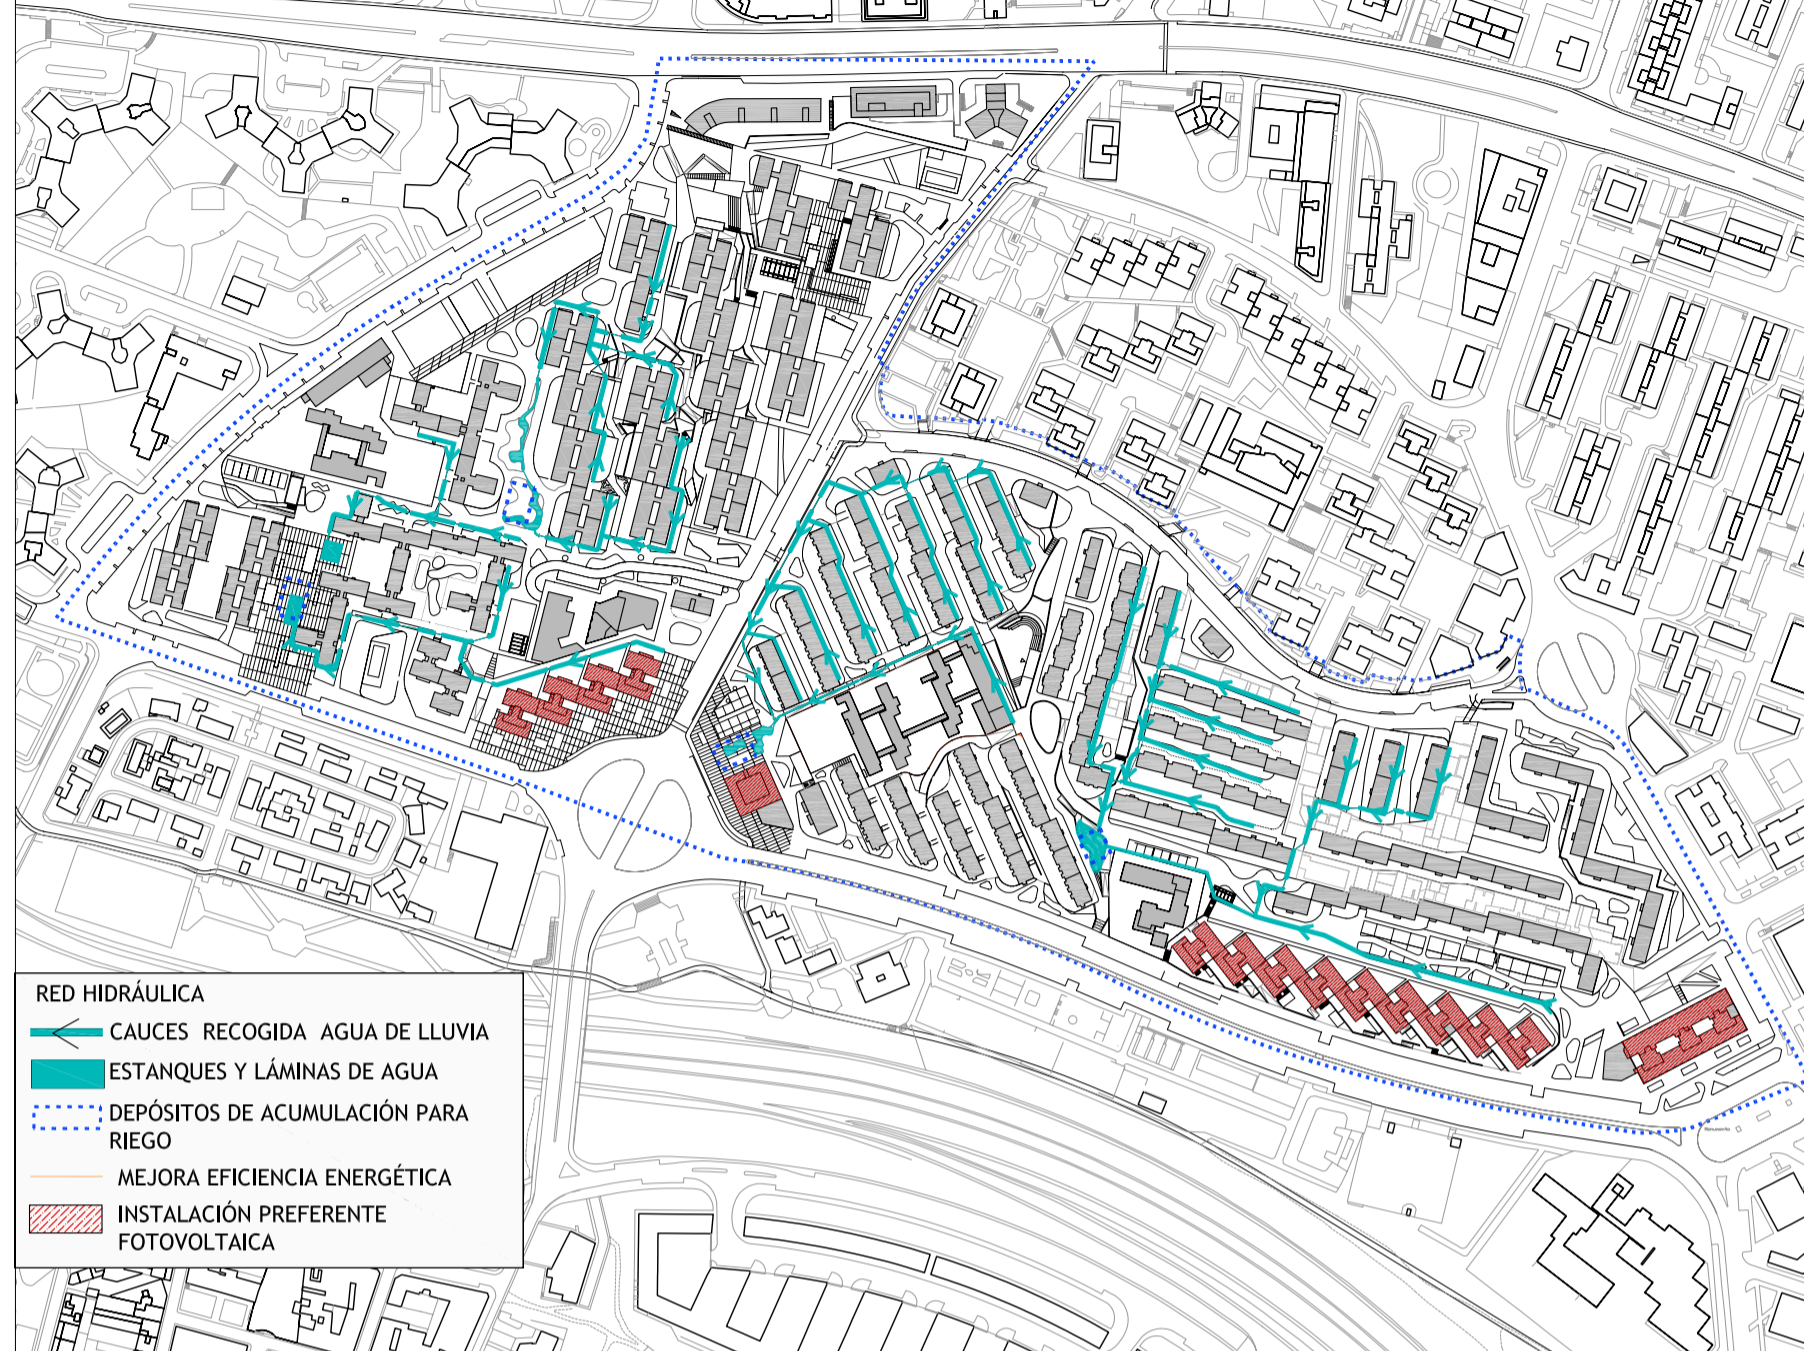 RED HIDRÁULICA
CAUCES RECOGIDA AGUA DE LLUVIA
ESTANQUES Y LÁMINAS DE AGUA
DEPÓSITOS DE ACUMULACIÓN PARA
RIEGO
MEJORA EFICIENCIA ENERGÉTICA
INSTALACIÓN PREFERENTE
FOTOVOLTAICA